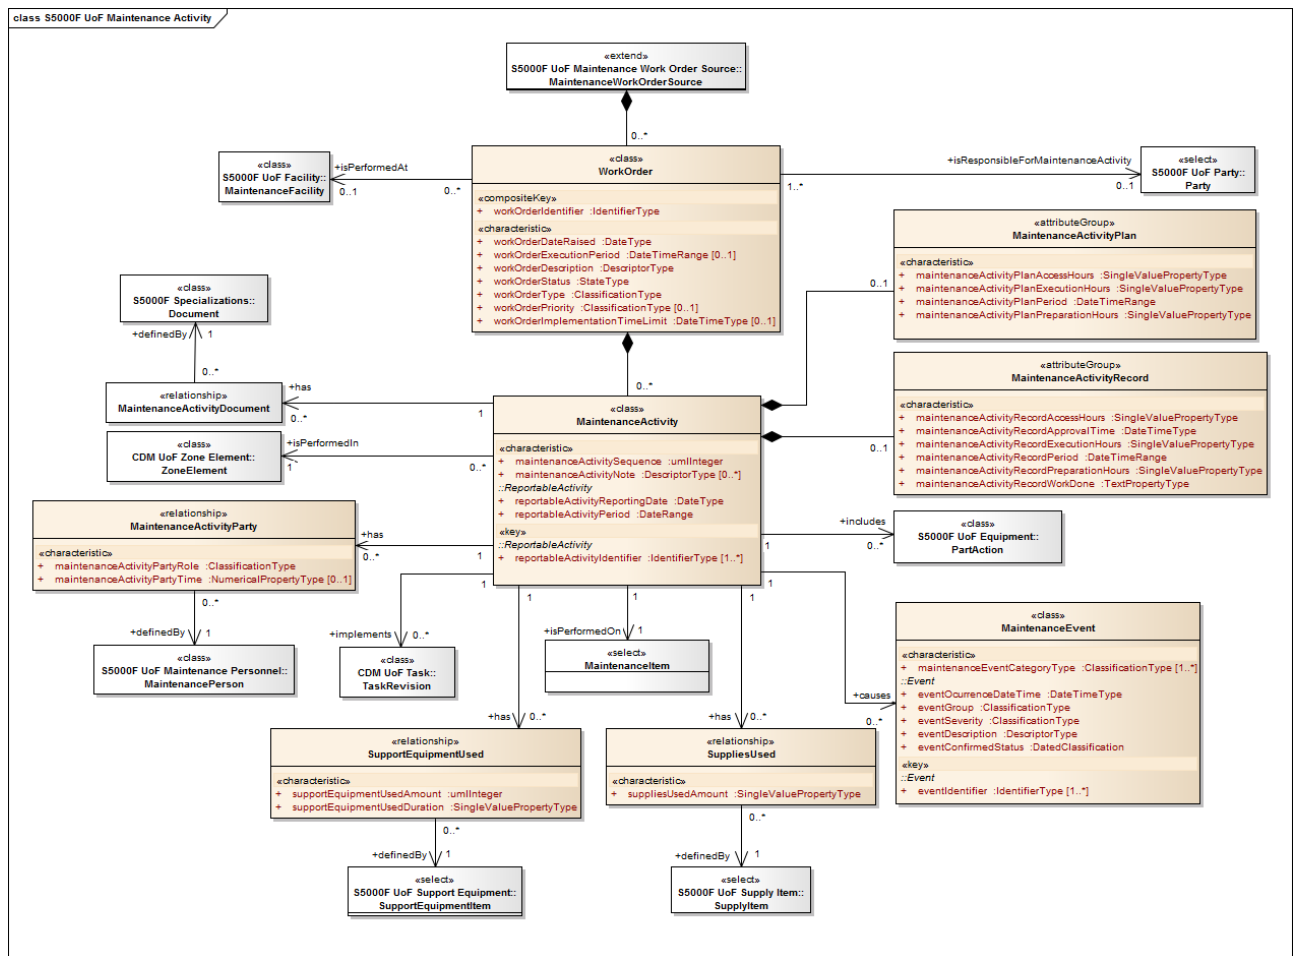 class S5000F UoF Maintenance Activity
«extend»
S5000F UoF Maintenance Work Order Source::
MaintenanceWorkOrderSource
0..*
«class»
S5000F UoF Facility::
MaintenanceFacility
+isPerformedAt
0..1
0..*
«class»
WorkOrder
«compositeKey»
+ workOrderIdentifier :IdentifierType
«characteristic»
+ workOrderDateRaised :DateType
+ workOrderExecutionPeriod :DateTimeRange [0..1]
+ workOrderDescription :DescriptorType
+ workOrderStatus :StateType
+ workOrderType :ClassificationType
+ workOrderPriority :ClassificationType [0..1]
+ workOrderImplementationTimeLimit :DateTimeType [0..1]
+isResponsibleForMaintenanceActivity
1..*
0..1
«select»
S5000F UoF Party::
Party
«attributeGroup»
MaintenanceActivityPlan
«characteristic»
+ maintenanceActivityPlanAccessHours :SingleValuePropertyType
+ maintenanceActivityPlanExecutionHours :SingleValuePropertyType
+ maintenanceActivityPlanPeriod :DateTimeRange
+ maintenanceActivityPlanPreparationHours :SingleValuePropertyType
0..1
«class»
S5000F Specializations::
Document
+definedBy
1
0..*
«relationship»
MaintenanceActivityDocument
+has
0..*
1
0..*
«attributeGroup»
MaintenanceActivityRecord
«characteristic»
+ maintenanceActivityRecordAccessHours :SingleValuePropertyType
+ maintenanceActivityRecordApprovalTime :DateTimeType
+ maintenanceActivityRecordExecutionHours :SingleValuePropertyType
+ maintenanceActivityRecordPeriod :DateTimeRange
+ maintenanceActivityRecordPreparationHours :SingleValuePropertyType
+ maintenanceActivityRecordWorkDone :TextPropertyType
0..1
«class»
CDM UoF Zone Element::
ZoneElement
+isPerformedIn
1
0..*
«class»
MaintenanceActivity
«characteristic»
+ maintenanceActivitySequence :umlInteger
+ maintenanceActivityNote :DescriptorType [0..*]
::ReportableActivity
+ reportableActivityReportingDate :DateType
+ reportableActivityPeriod :DateRange
«key»
::ReportableActivity
+ reportableActivityIdentifier :IdentifierType [1..*]
«relationship»
MaintenanceActivityParty
«characteristic»
+ maintenanceActivityPartyRole :ClassificationType
+ maintenanceActivityPartyTime :NumericalPropertyType [0..1]
+has
0..*
1
+includes
1
0..*
«class»
S5000F UoF Equipment::
PartAction
0..*
+definedBy
1
«class»
S5000F UoF Maintenance Personnel::
MaintenancePerson
1
+implements
0..*
«class»
CDM UoF Task::
TaskRevision
1
+isPerformedOn
1
«select»
MaintenanceItem
1
+causes
0..*
«class»
MaintenanceEvent
«characteristic»
+ maintenanceEventCategoryType :ClassificationType [1..*]
::Event
+ eventOcurrenceDateTime :DateTimeType
+ eventGroup :ClassificationType
+ eventSeverity :ClassificationType
+ eventDescription :DescriptorType
+ eventConfirmedStatus :DatedClassification
«key»
::Event
+ eventIdentifier :IdentifierType [1..*]
1
+has
0..*
«relationship»
SupportEquipmentUsed
«characteristic»
+ supportEquipmentUsedAmount :umlInteger
+ supportEquipmentUsedDuration :SingleValuePropertyType
0..*
+definedBy
1
«select»
S5000F UoF Support Equipment::
SupportEquipmentItem
1
+has
0..*
«relationship»
SuppliesUsed
«characteristic»
+ suppliesUsedAmount :SingleValuePropertyType
0..*
+definedBy
1
«select»
S5000F UoF Supply Item::
SupplyItem